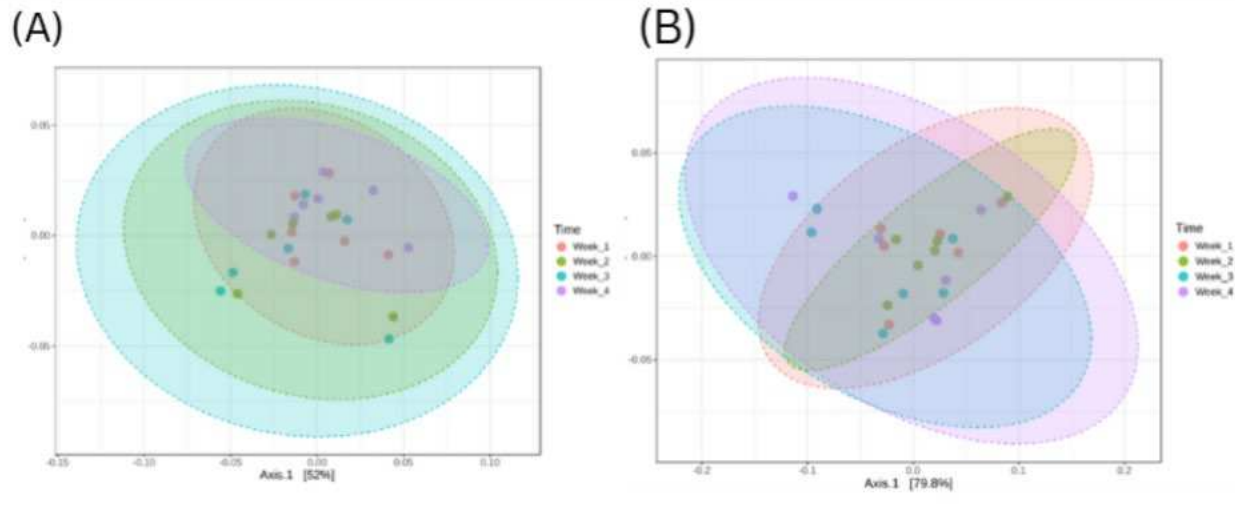 (A)
0.05
0.00
-0.05
-0.15 -0.10 -0.05 0.00 0.05 0.10
Axis.1 [52%]
Time
Week_1
Week_2
Week_3
Week_4
(B)
0.05
0.00
-0.05
-0.2 -0.1 0.0 0.1 0.2
Axis.1 [79.8%]
Time
Week_1
Week_2
Week_3
Week_4